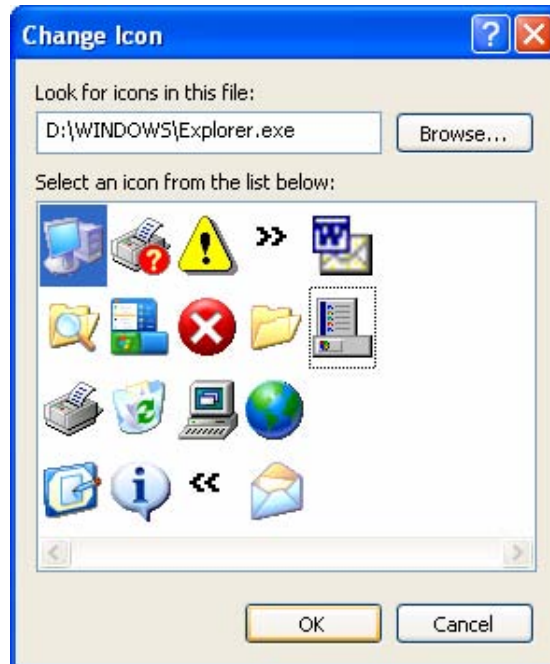 Change Icon
Look for icons in this file:
D:\WINDOWS\Explorer.exe
Browse...
Select an icon from the list below:
OK Cancel